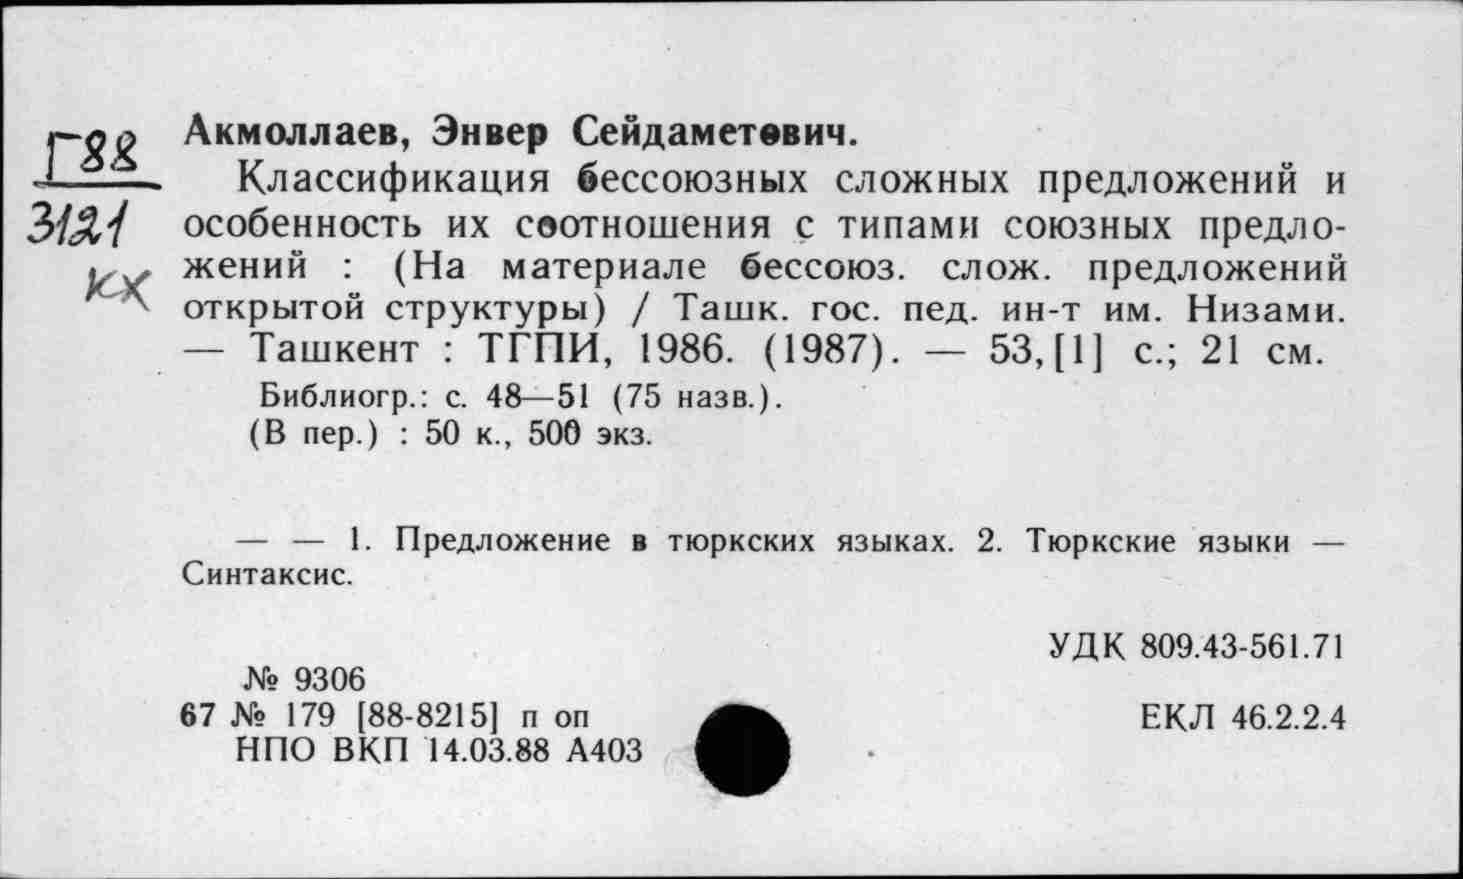 Г88
3121
кх
Акмоллаев, Энвер Сейдаметович.
Классификация бессоюзных сложных предложений и
особенность их соотношения с типами союзных предло-
жений : (На материале бессоюз. слож. предложений
открытой структуры) / Ташк. гос. пед. ин-т им. Низами.
— Ташкент : ТГПИ, 1986. (1987). — 53,[1] с.; 21 см.
Библиогр.: с. 48—51 (75 назв.).
(В пер.) : 50 к., 500 экз.
— — 1. Предложение в тюркских языках. 2. Тюркские языки —
Синтаксис.
УДК 809.43-561.71
№ 9306
67 № 179 [88-8215] п оп
ЕКЛ 46.2.2.4
НПО ВКП 14.03.88 А403